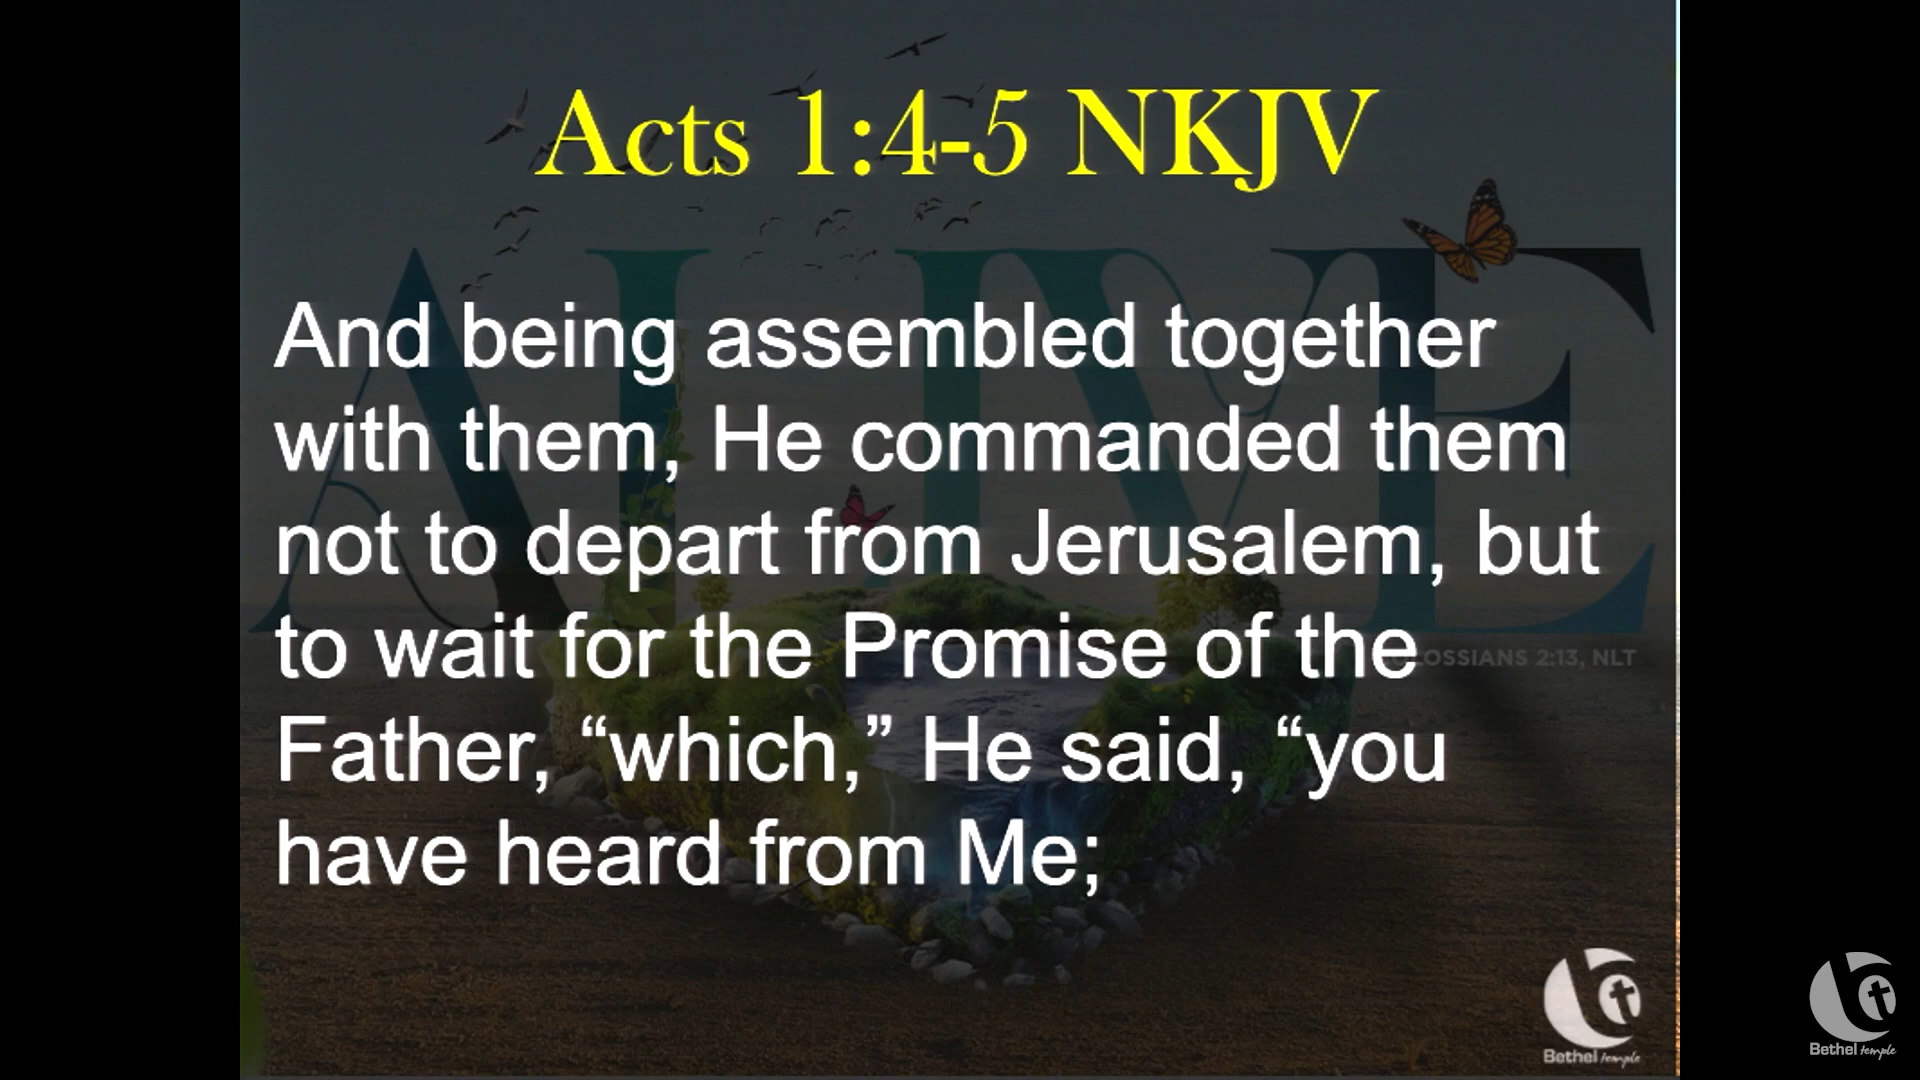 Acts 1:4-5 NKJV
ALIVE
And being assembled together
with them, He commanded them
not to depart from Jerusalem, but
to wait for the Promise of the
COLOSSIANS 2:13, NLT
Father, “which,” He said, “you
have heard from Me;
Bethel temple
Bethel temple